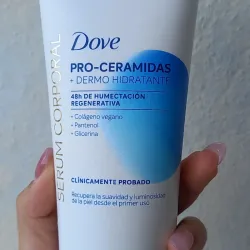 Dove
PRO-CERAMIDAS
+ DERMO HIDRATANTE
48h DE HUMECTACIÓN
REGENERATIVA
• Colágeno vegano
• Pantenol
• Glicerina
SERUM CORPORAL
CLÍNICAMENTE PROBADO
Recupera la suavidad y luminosidad
de la piel desde el primer uso